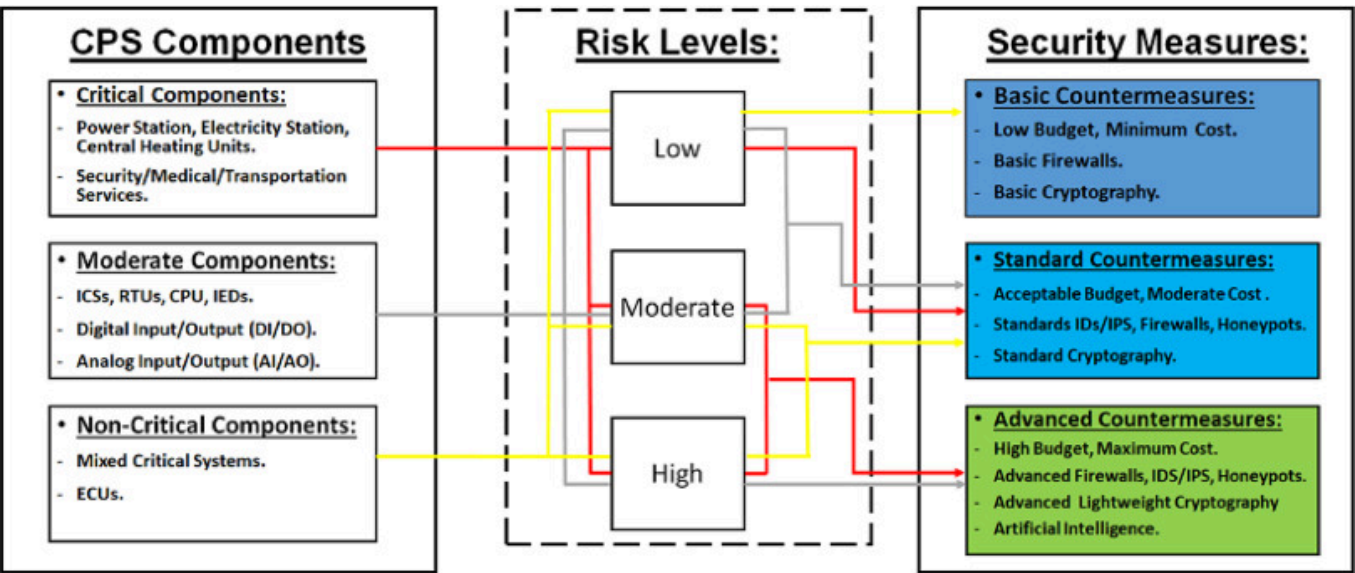 CPS Components
• Critical Components:
- Power Station, Electricity Station,
Central Heating Units.
- Security/Medical/Transportation
Services.
• Moderate Components:
- ICSs, RTUs, CPU, IEDs.
- Digital Input/Output (DI/DO).
- Analog Input/Output (AI/AO).
• Non-Critical Components:
- Mixed Critical Systems.
- ECUs.
Risk Levels:
Low
Moderate
High
Security Measures:
• Basic Countermeasures:
- Low Budget, Minimum Cost.
- Basic Firewalls.
- Basic Cryptography.
• Standard Countermeasures:
- Acceptable Budget, Moderate Cost .
- Standards IDs/IPS, Firewalls, Honeypots.
- Standard Cryptography.
• Advanced Countermeasures:
- High Budget, Maximum Cost.
- Advanced Firewalls, IDS/IPS, Honeypots.
- Advanced Lightweight Cryptography
- Artificial Intelligence.